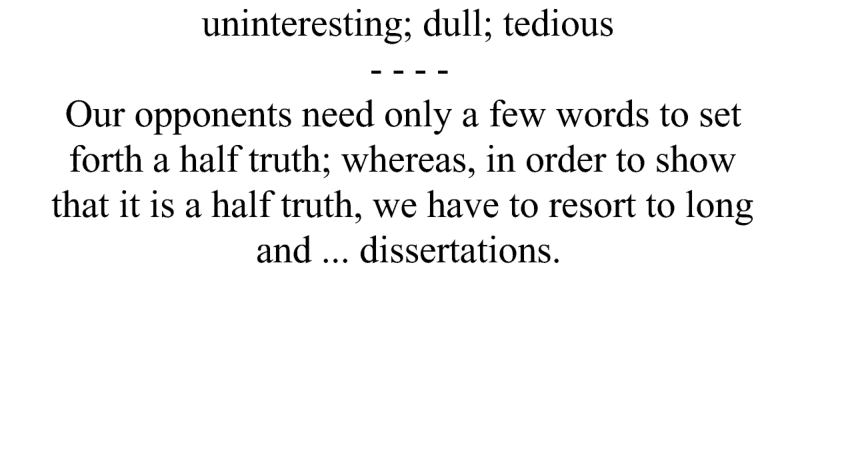 uninteresting; dull; tedious
- - - -
Our opponents need only a few words to set
forth a half truth; whereas, in order to show
that it is a half truth, we have to resort to long
and ... dissertations.